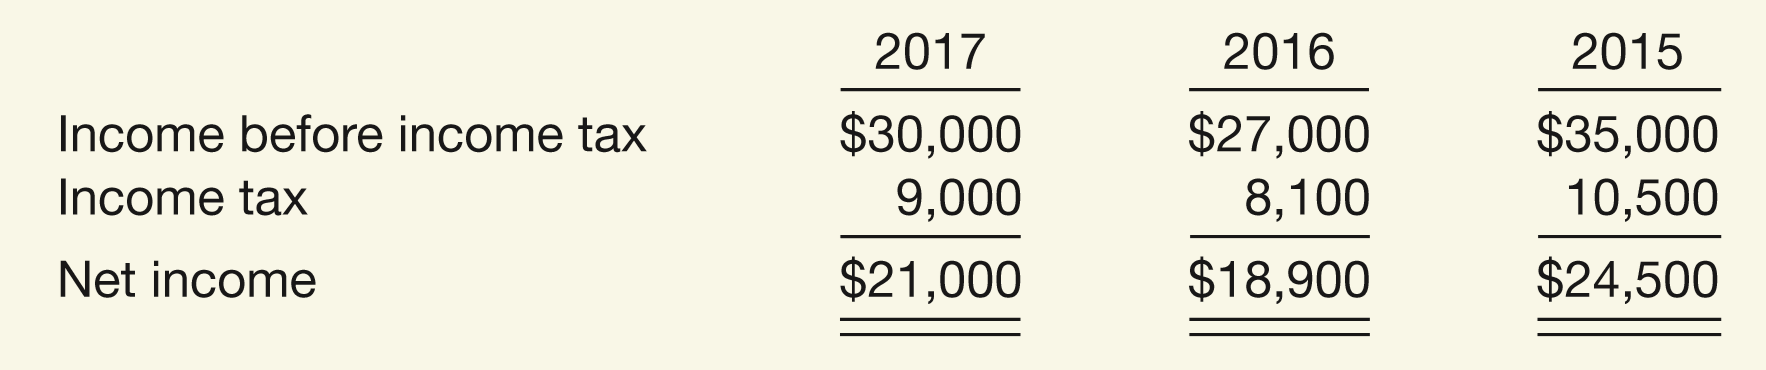 2017 2016 2015
Income before income tax $30,000 $27,000 $35,000
Income tax 9,000 8,100 10,500
Net income $21,000 $18,900 $24,500